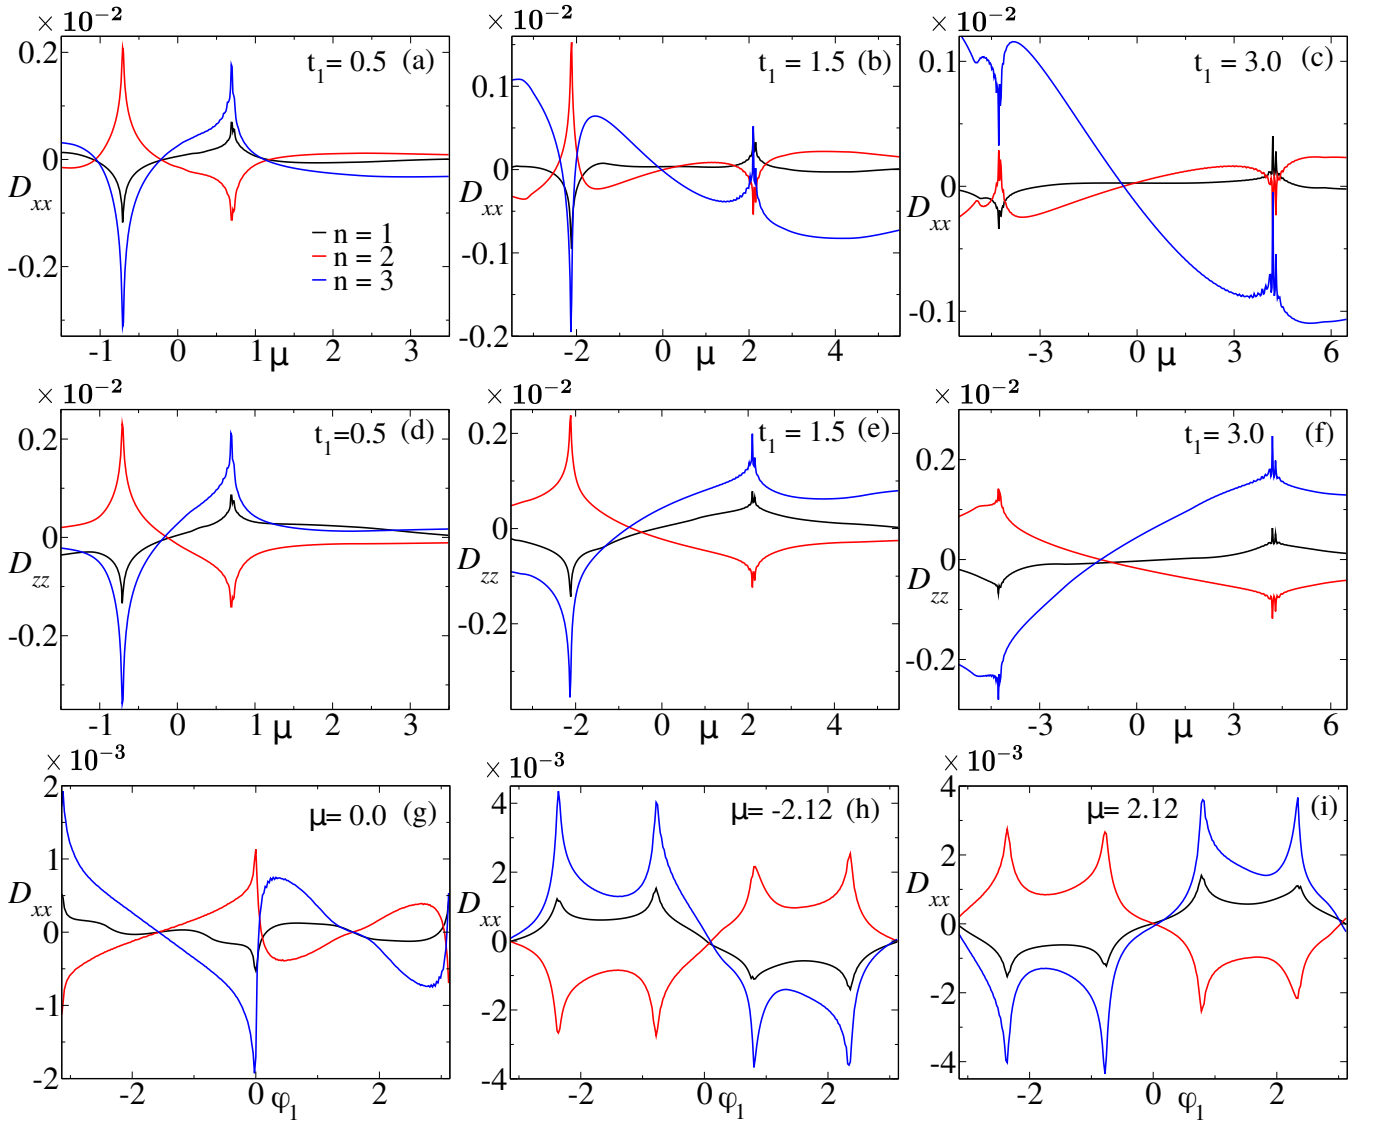 × 10⁻²
× 10⁻²
× 10⁻²
t₁= 0.5 (a)
0.2
0
-0.2
Dₓₓ
n = 1
n = 2
n = 3
-1 0 μ 1 2 3
t₁ = 1.5 (b)
0.1
0
-0.1
-0.2
Dₓₓ
-2 0 μ 2 4
t₁ = 3.0 (c)
0.1
0
-0.1
Dₓₓ
-3 0 μ 3 6
× 10⁻²
× 10⁻²
× 10⁻²
t₁=0.5 (d)
0.2
0
-0.2
D_zz
-1 0 1 μ 2 3
t₁ = 1.5 (e)
0.2
0
-0.2
D_zz
-2 0 μ 2 4
t₁ = 3.0 (f)
0.2
0
-0.2
D_zz
-3 0 μ 3 6
× 10⁻³
× 10⁻³
× 10⁻³
μ= 0.0 (g)
2
1
0
-1
-2
Dₓₓ
-2 0 φ₁ 2
μ= -2.12 (h)
4
2
0
-2
-4
Dₓₓ
-2 0 φ₁ 2
μ= 2.12 (i)
4
2
0
-2
-4
Dₓₓ
-2 0 φ₁ 2